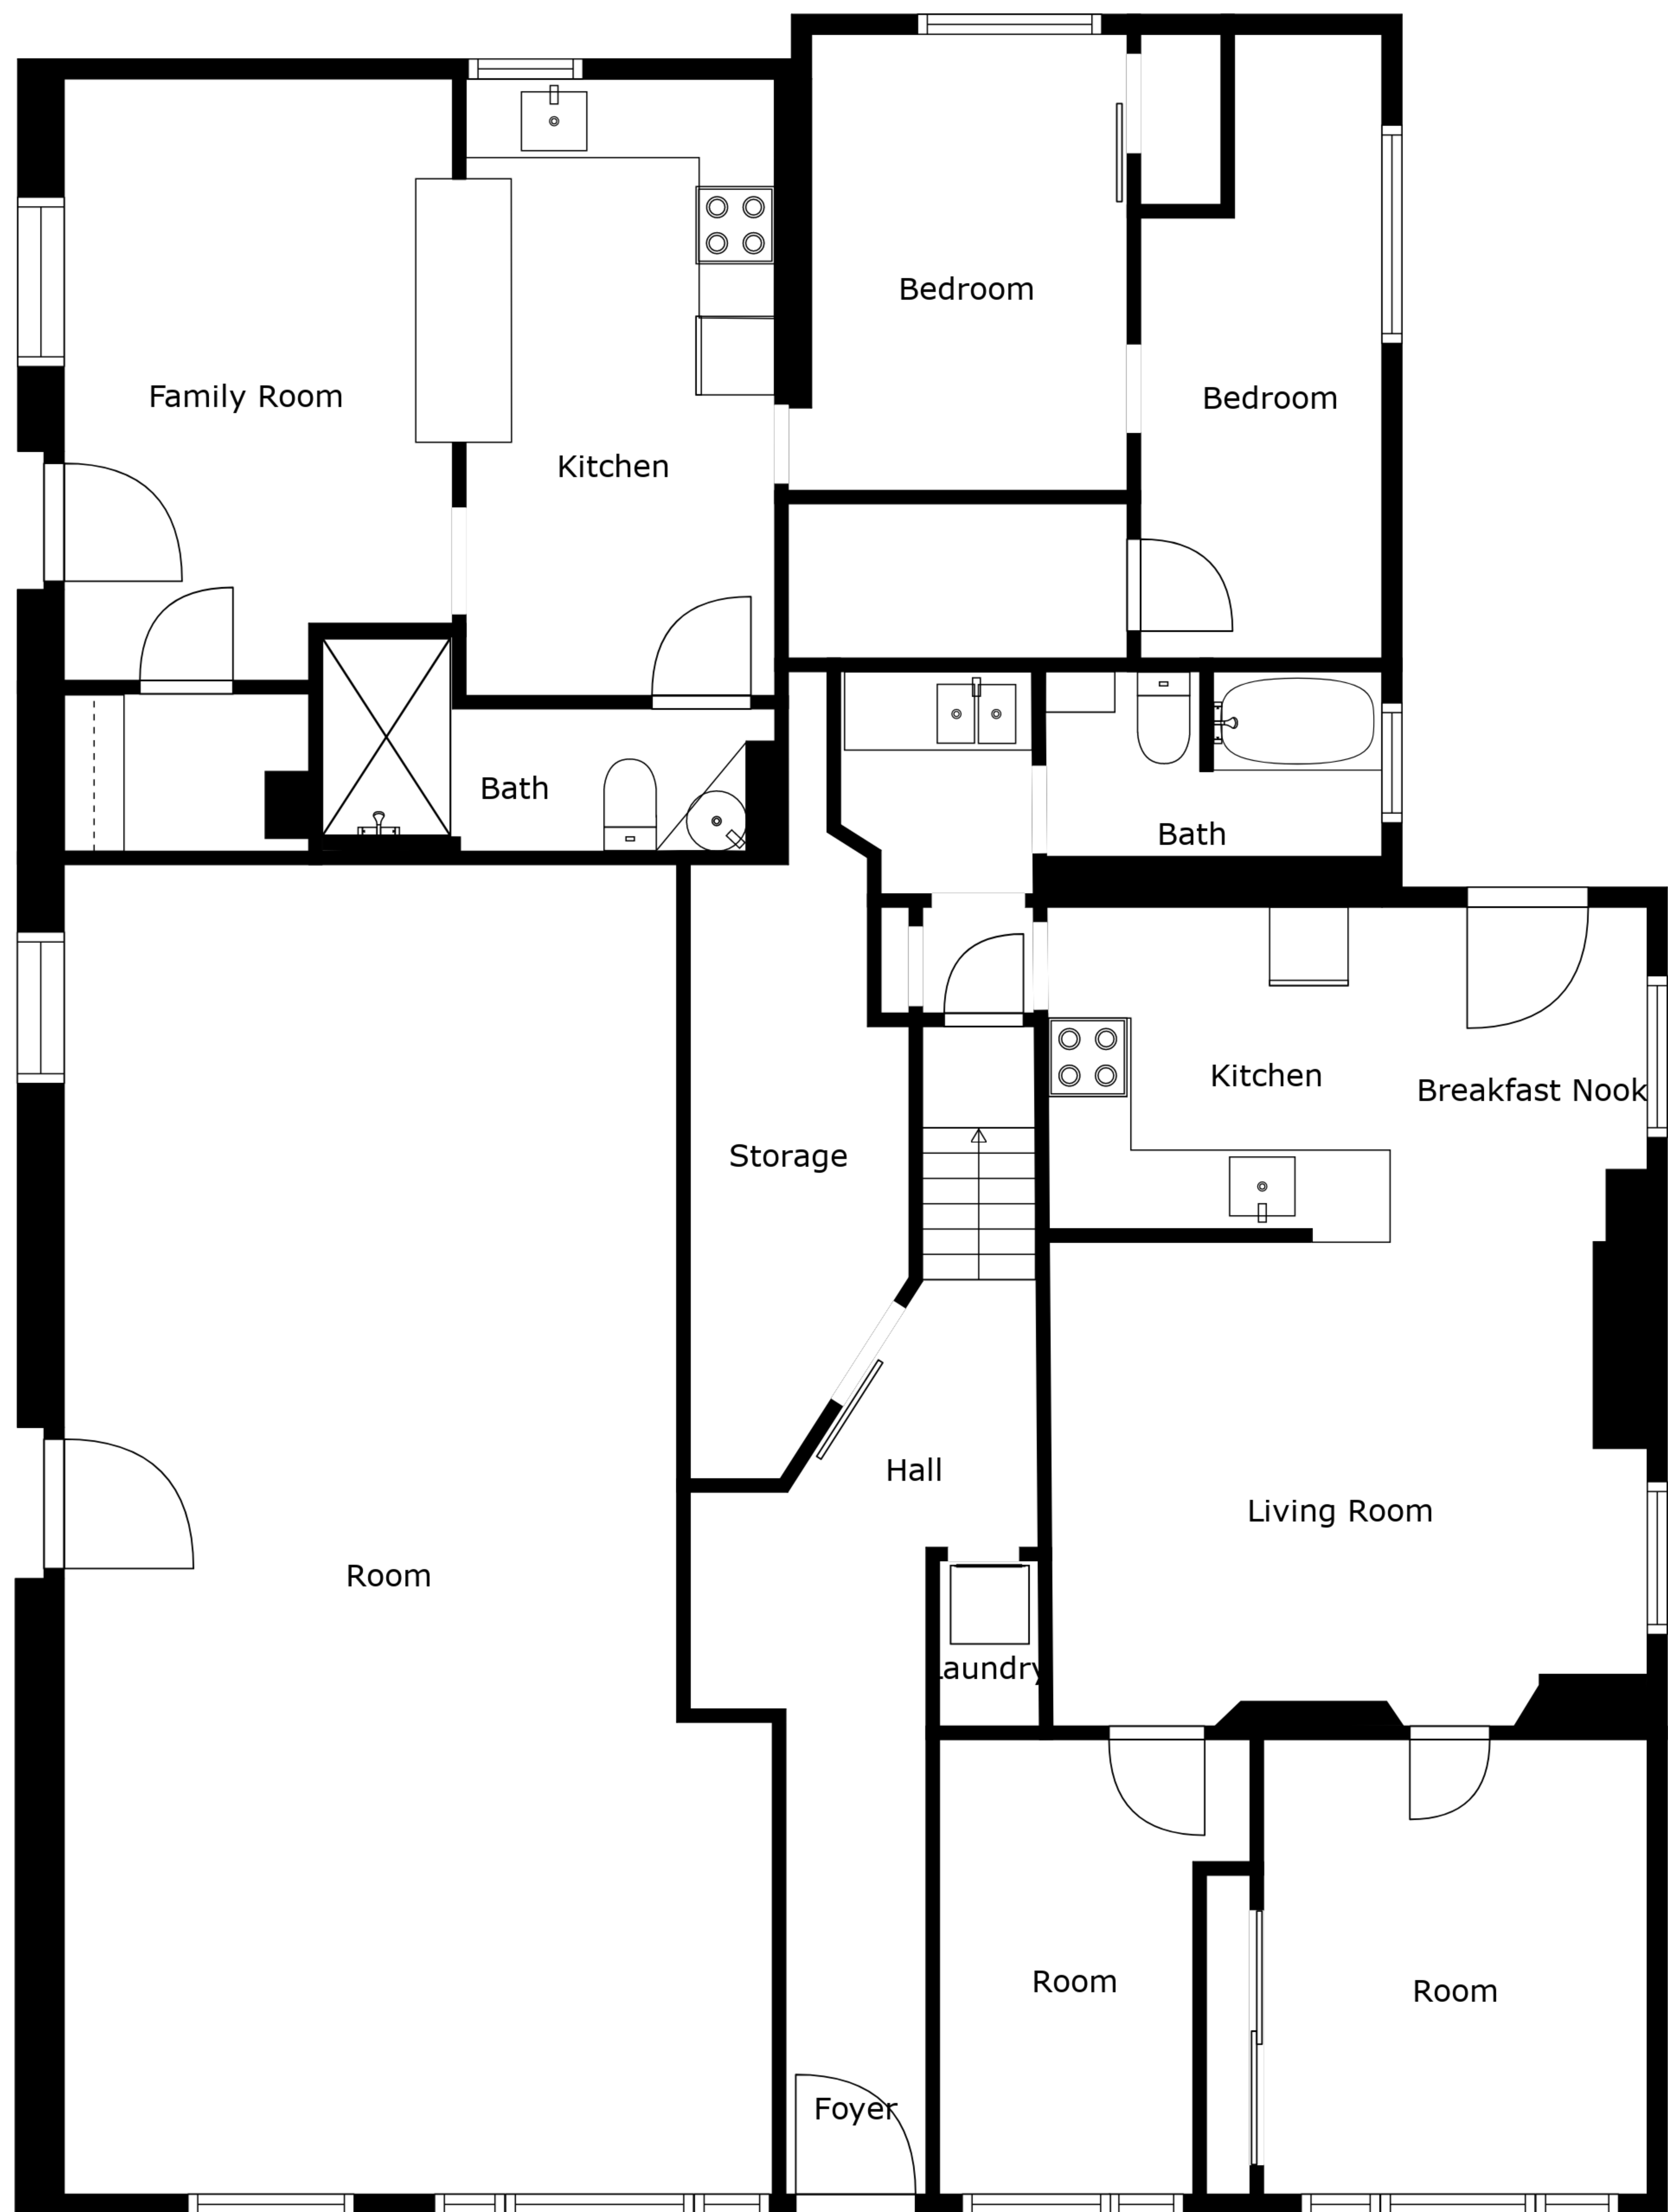 Bedroom
Family Room
Bedroom
Kitchen
Bath
Bath
Kitchen
Breakfast Nook
Storage
Hall
Living Room
Room
Laundry
Room
Room
Foyer